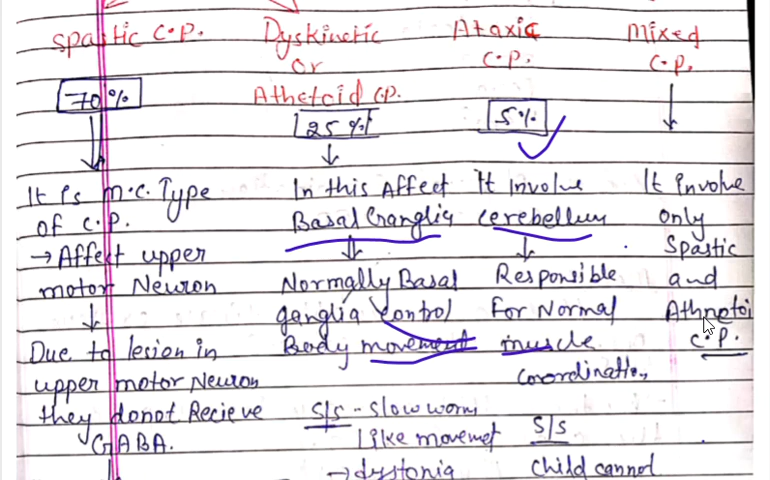 Spastic C.P.
70%
It is m.c. Type
of C.P.
→ Affect upper
motor Neuron
Due to lesion in
upper motor Neuron
they donot Recieve
GABA.
Dyskinetic
or
Athetoid C.P.
25%
In this Affect
Basal Ganglia
Normally Basal
ganglia control
Body movement
S/S - Slow worm
Like movemet
→ dystonia
Ataxic
C.P.
5%
It Involve
cerebellum
Responsible
for Normal
muscle
coordination
S/S
Child cannot
Mixed
C.P.
It involve
only
Spastic
and
C.P.